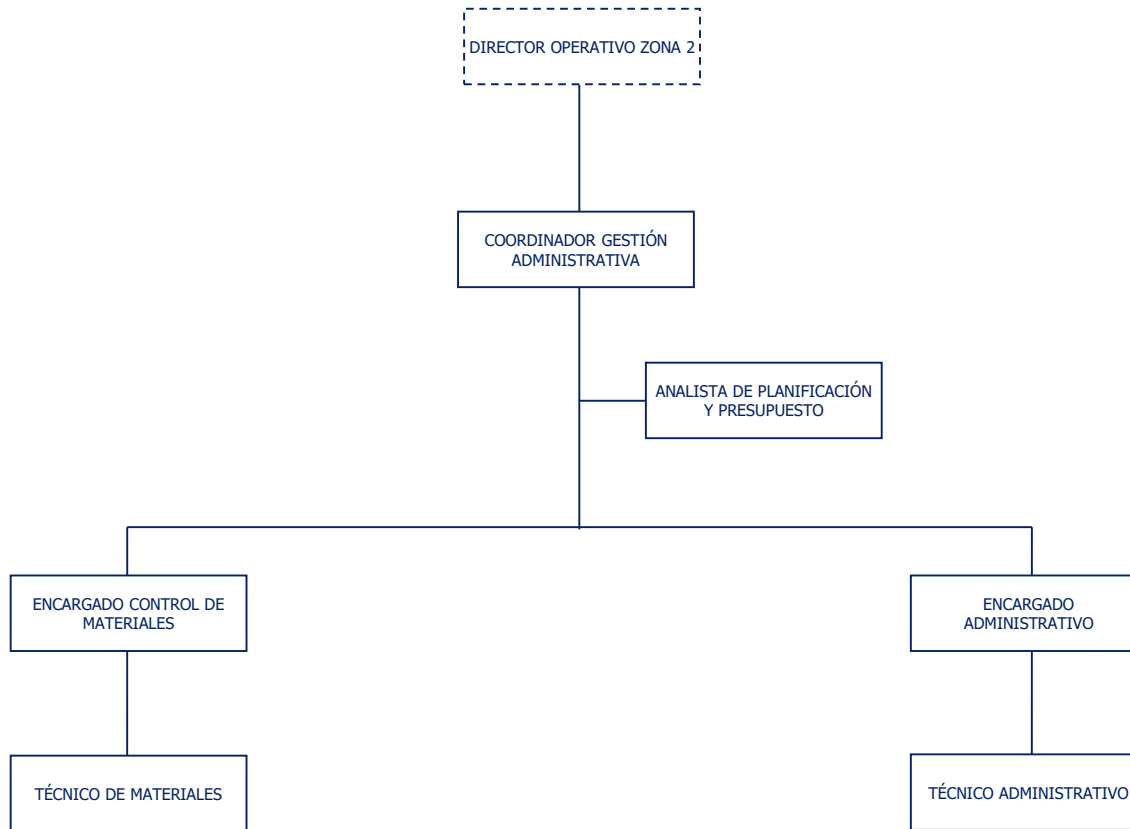 DIRECTOR OPERATIVO ZONA 2
COORDINADOR GESTIÓN
ADMINISTRATIVA
ANALISTA DE PLANIFICACIÓN
Y PRESUPUESTO
ENCARGADO CONTROL DE
MATERIALES
ENCARGADO
ADMINISTRATIVO
TÉCNICO DE MATERIALES
TÉCNICO ADMINISTRATIVO